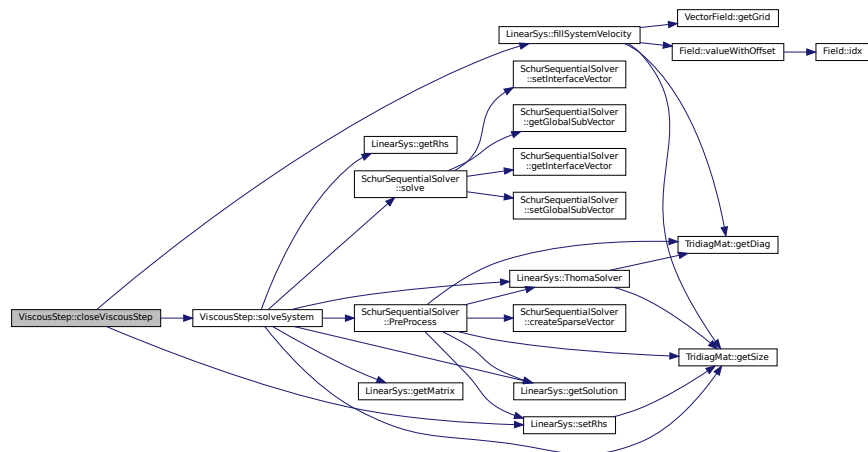 VectorField::getGrid
LinearSys::fillSystemVelocity
Field::valueWithOffset
Field::idx
SchurSequentialSolver
::setInterfaceVector
SchurSequentialSolver
::getGlobalSubVector
LinearSys::getRhs
SchurSequentialSolver
::getInterfaceVector
SchurSequentialSolver
::solve
SchurSequentialSolver
::setGlobalSubVector
TridiagMat::getDiag
LinearSys::ThomaSolver
ViscousStep::closeViscousStep
ViscousStep::solveSystem
SchurSequentialSolver
::PreProcess
SchurSequentialSolver
::createSparseVector
TridiagMat::getSize
LinearSys::getMatrix
LinearSys::getSolution
LinearSys::setRhs